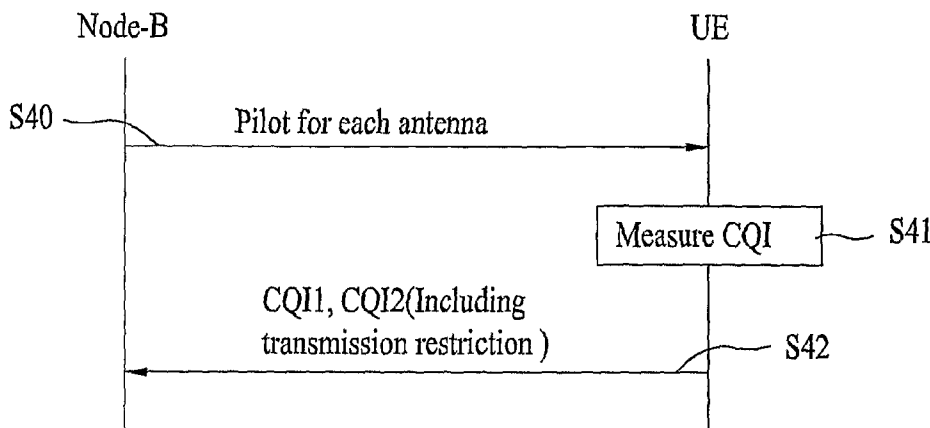 Node-B
UE
S40
Pilot for each antenna
Measure CQI
S41
CQI1, CQI2(Including
transmission restriction )
S42